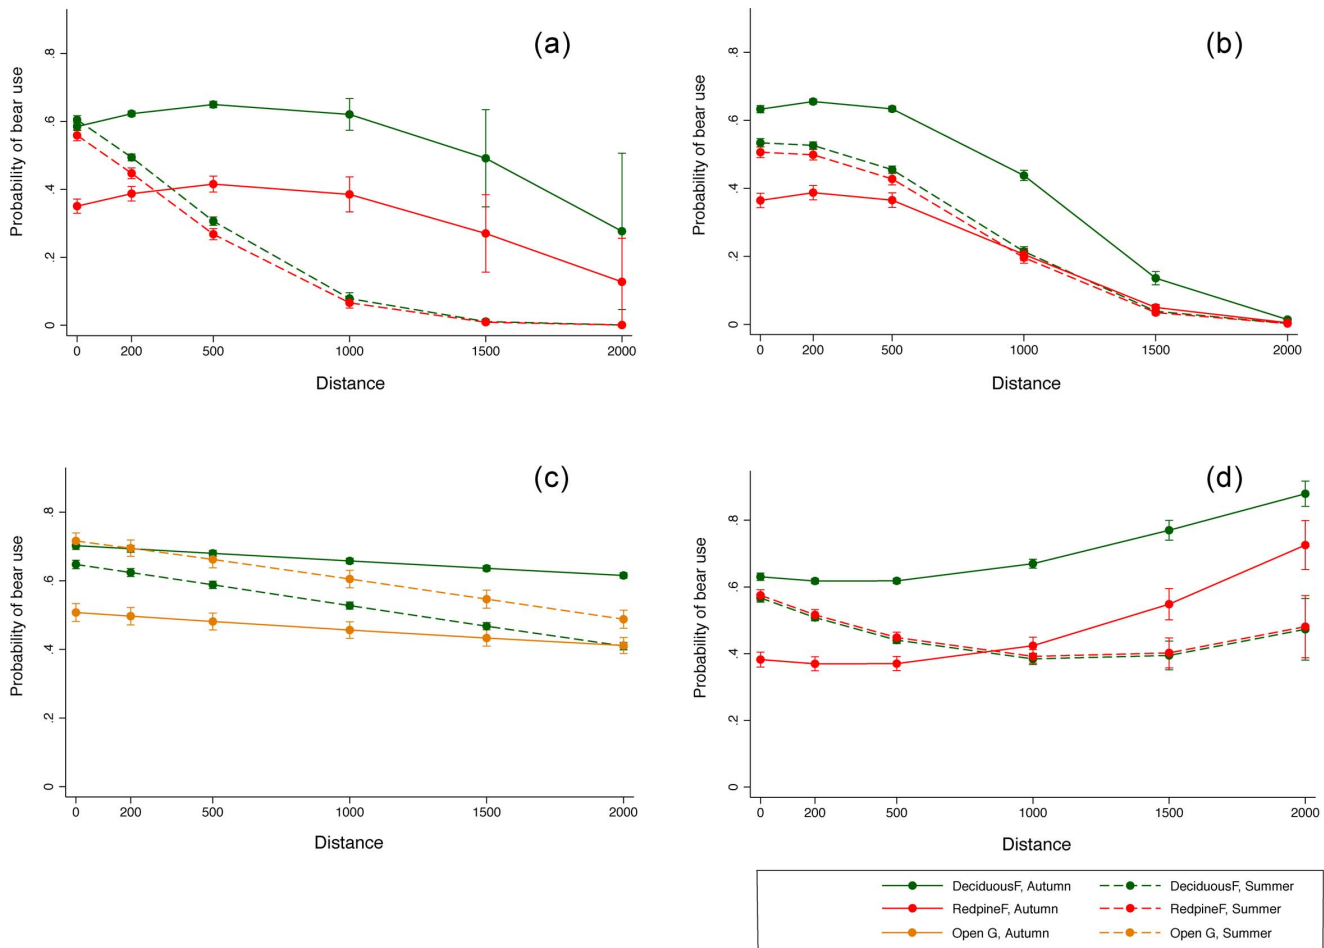 (a)
Probability of bear use
.8
.6
.4
.2
0
0 200 500 1000 1500 2000
Distance
(b)
Probability of bear use
.8
.6
.4
.2
0
0 200 500 1000 1500 2000
Distance
(c)
Probability of bear use
.8
.6
.4
.2
0
0 200 500 1000 1500 2000
Distance
(d)
Probability of bear use
.8
.6
.4
.2
0
0 200 500 1000 1500 2000
Distance
DeciduousF, Autumn DeciduousF, Summer
RedpineF, Autumn RedpineF, Summer
Open G, Autumn Open G, Summer